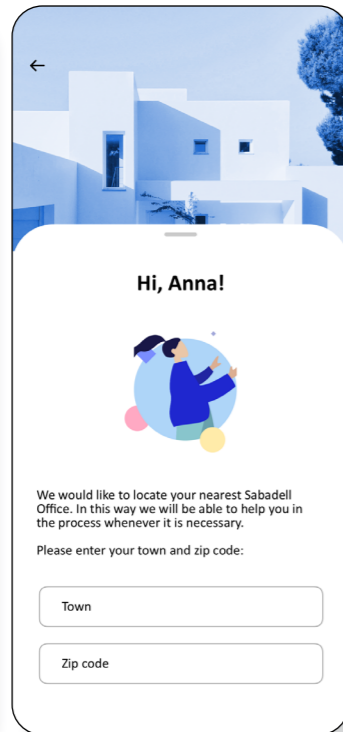 Hi, Anna!
We would like to locate your nearest Sabadell
Office. In this way we will be able to help you in
the process whenever it is necessary.
Please enter your town and zip code:
Town
Zip code